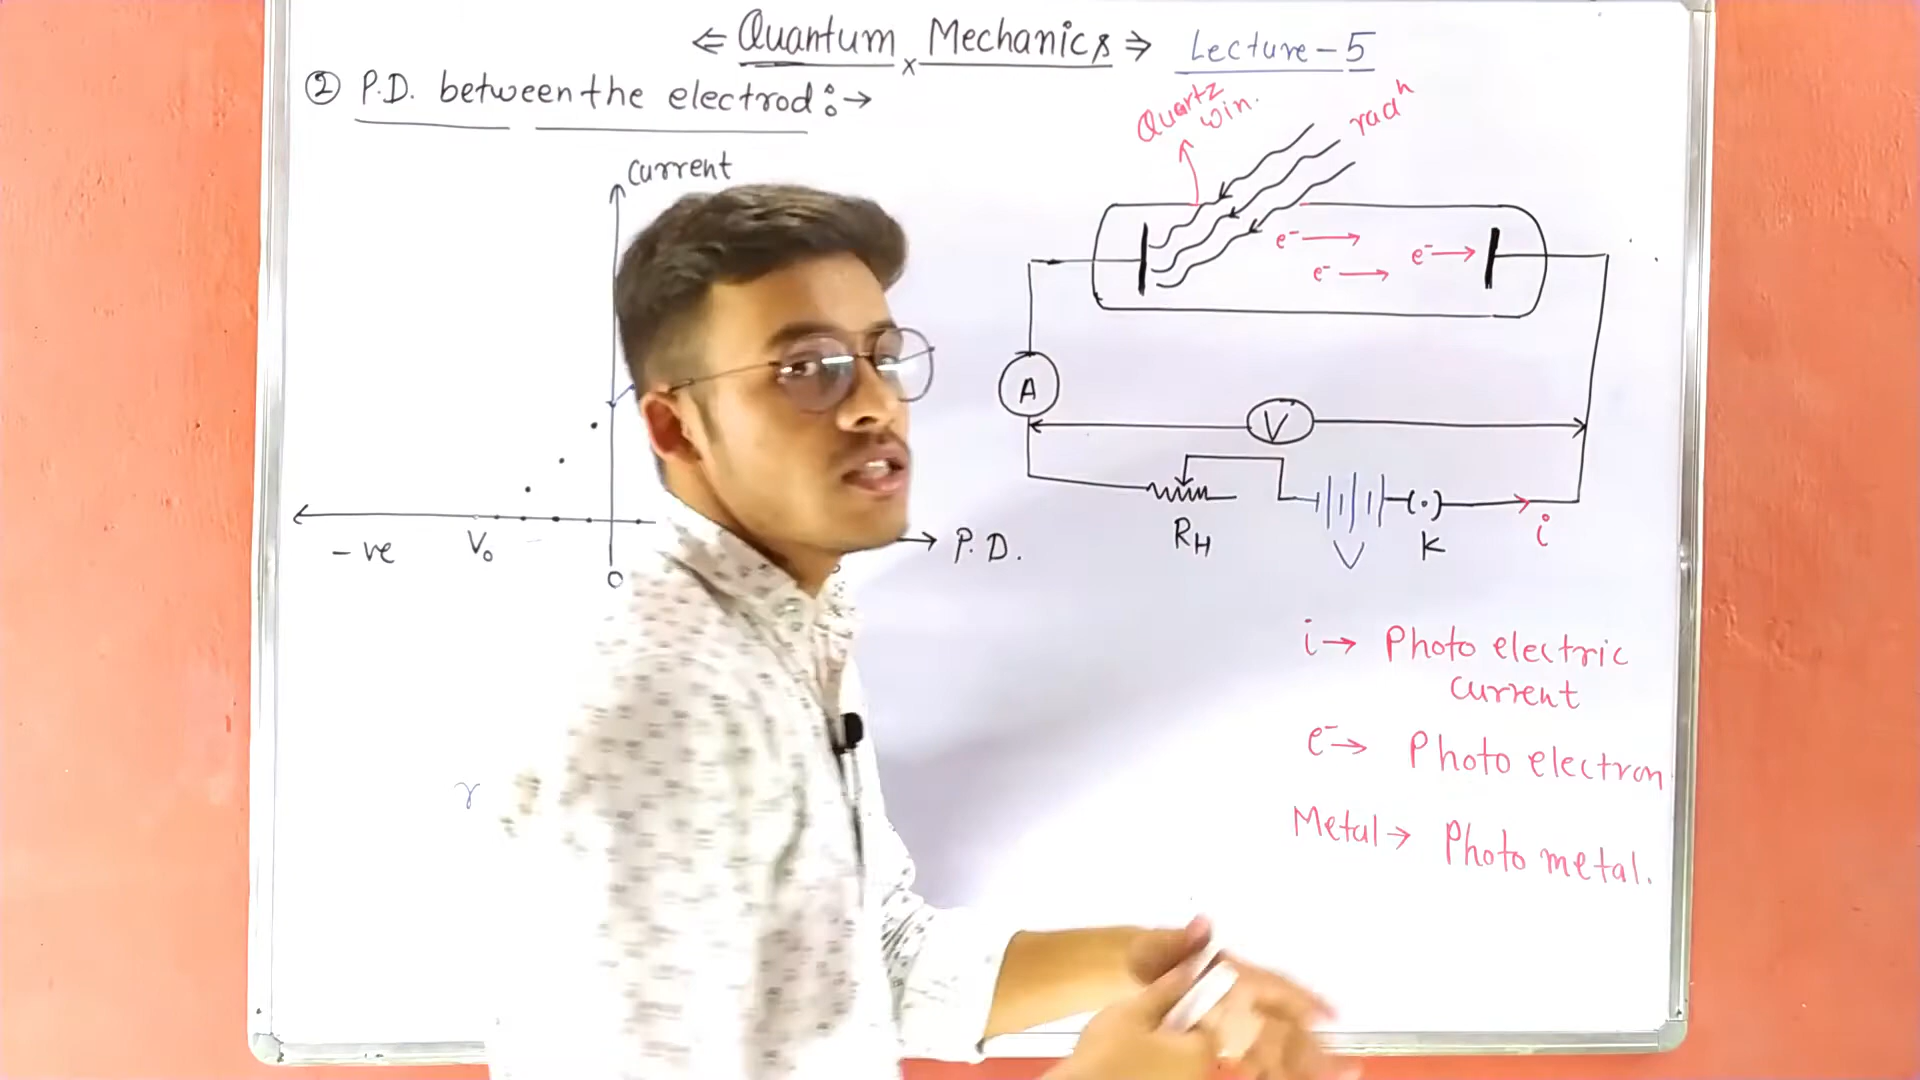 ⇐ Quantum Mechanics ⇒ Lecture-5
② P.D. between the electrod :→
current
-ve
V₀
0
P.D.
Quartz
win.
radⁿ
e⁻→
e⁻→
e⁻→
A
V
RH
V
K
i
i→ Photo electric
current
e⁻→ Photo electron
Metal→ Photo metal.